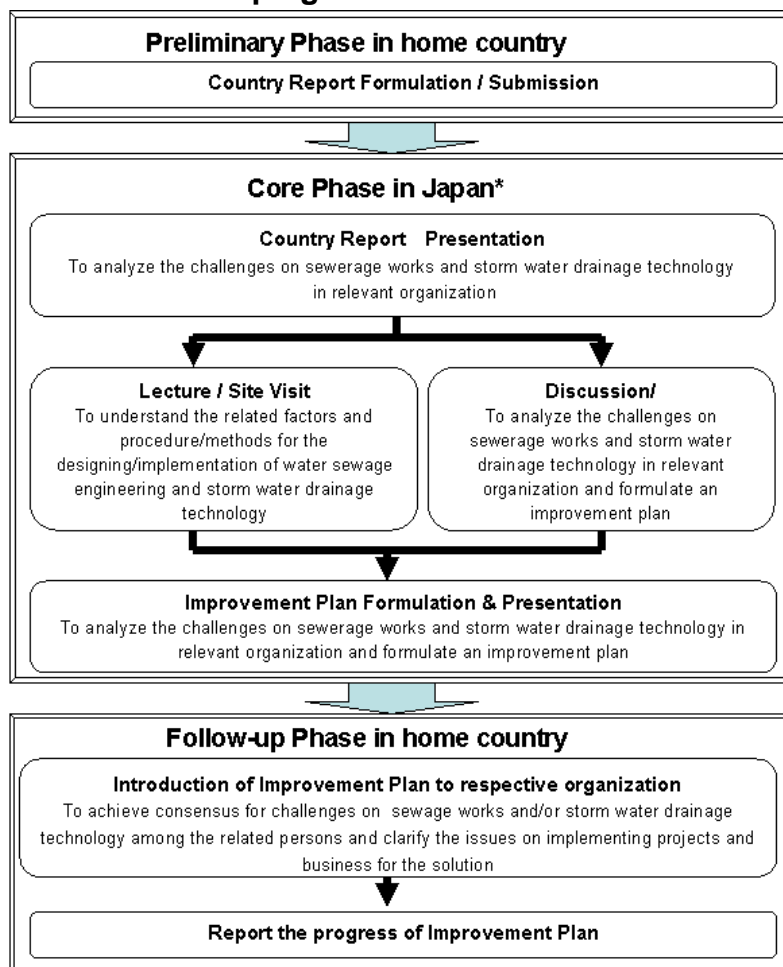 Preliminary Phase in home country
Country Report Formulation / Submission
Core Phase in Japan*
Country Report Presentation
To analyze the challenges on sewerage works and storm water drainage technology
in relevant organization
Lecture / Site Visit
To understand the related factors and
procedure/methods for the
designing/implementation of water sewage
engineering and storm water drainage
technology
Discussion/
To analyze the challenges on
sewerage works and storm water
drainage technology in relevant
organization and formulate an
improvement plan
Improvement Plan Formulation & Presentation
To analyze the challenges on sewerage works and storm water drainage technology in
relevant organization and formulate an improvement plan
Follow-up Phase in home country
Introduction of Improvement Plan to respective organization
To achieve consensus for challenges on sewage works and/or storm water drainage
technology among the related persons and clarify the issues on implementing projects and
business for the solution
Report the progress of Improvement Plan